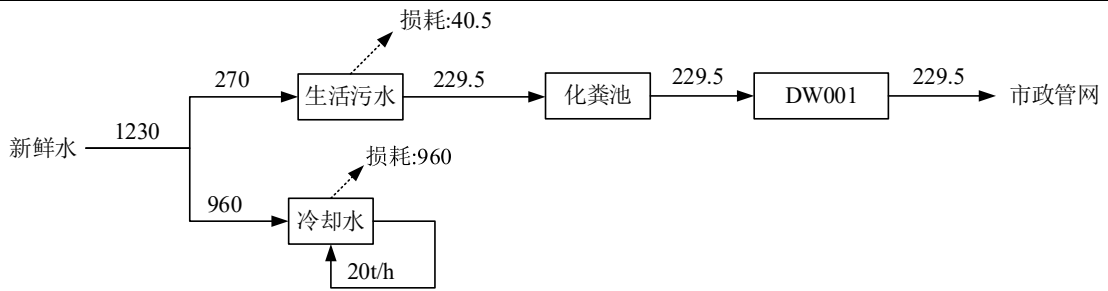 损耗:40.5
270
生活污水
229.5
化粪池
229.5
DW001
229.5
市政管网
新鲜水
1230
损耗:960
960
冷却水
20t/h